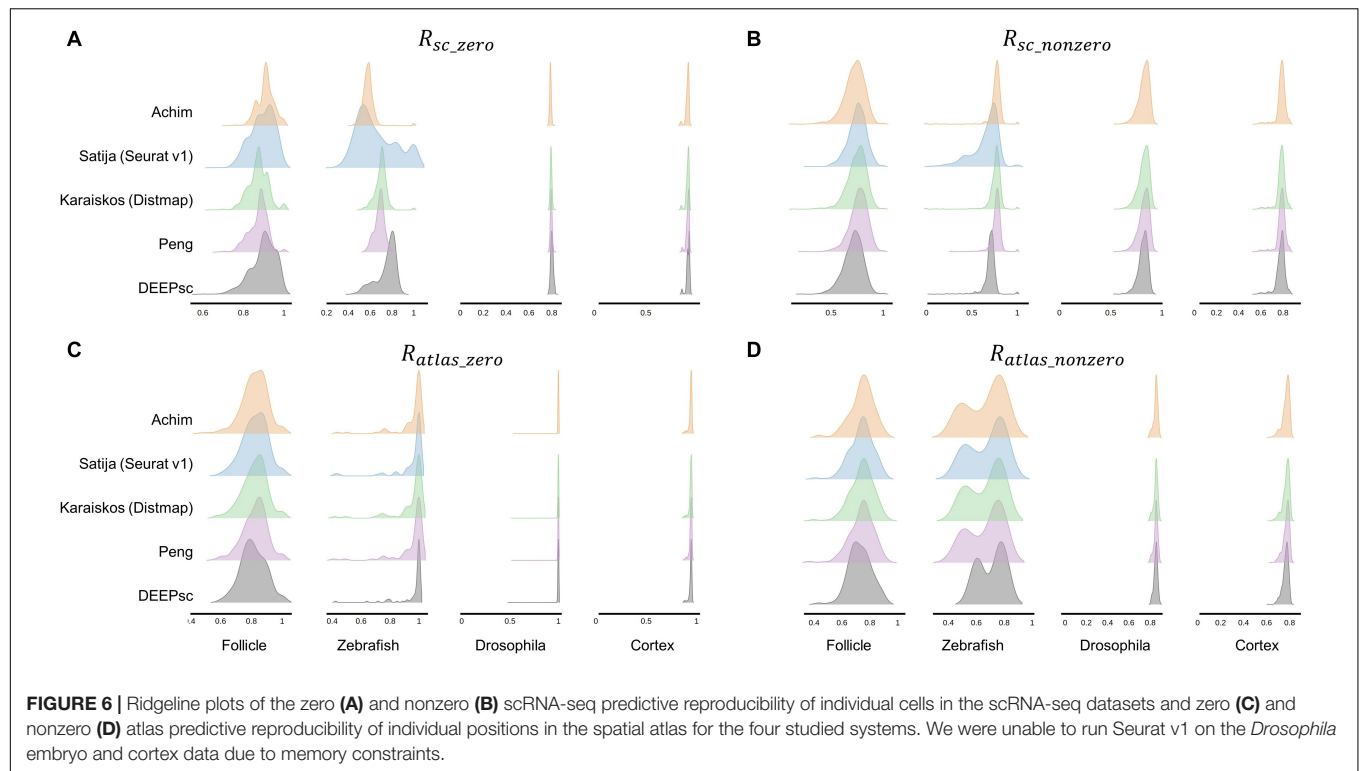 A
R_sc_zero
B
R_sc_nonzero
Achim
Satija (Seurat v1)
Karaiskos (Distmap)
Peng
DEEPsc
0.6 0.8 1
0.2 0.4 0.6 0.8 1
0 0.2 0.4 0.6 0.8
0 0.5
0.5 1
0 0.5 1
0 0.2 0.4 0.6 0.8
0 0.2 0.4 0.6 0.8
C
R_atlas_zero
D
R_atlas_nonzero
Achim
Satija (Seurat v1)
Karaiskos (Distmap)
Peng
DEEPsc
0.6 0.8 1
0.4 0.6 0.8 1
0 0.5 1
0 0.5 1
0.4 0.6 0.8 1
0.4 0.6 0.8 1
0 0.2 0.4 0.6 0.8
0 0.2 0.4 0.6 0.8
Follicle Zebrafish Drosophila Cortex
Follicle Zebrafish Drosophila Cortex
FIGURE 6 | Ridgeline plots of the zero (A) and nonzero (B) scRNA-seq predictive reproducibility of individual cells in the scRNA-seq datasets and zero (C) and
nonzero (D) atlas predictive reproducibility of individual positions in the spatial atlas for the four studied systems. We were unable to run Seurat v1 on the Drosophila
embryo and cortex data due to memory constraints.